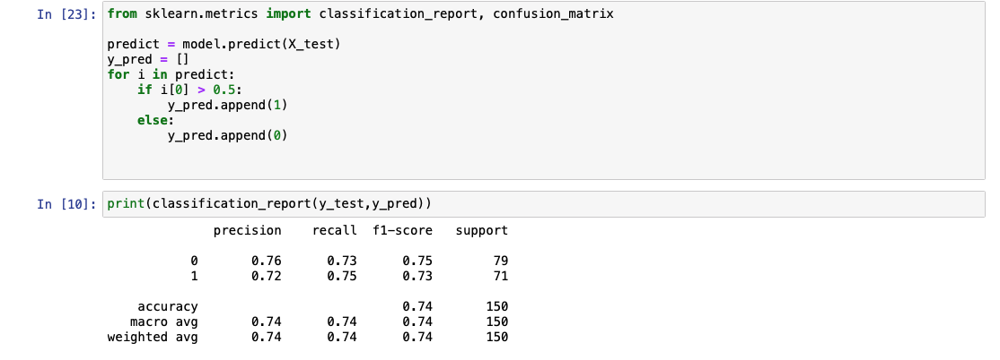 In [23]: from sklearn.metrics import classification_report, confusion_matrix
predict = model.predict(X_test)
y_pred = []
for i in predict:
    if i[0] > 0.5:
        y_pred.append(1)
    else:
        y_pred.append(0)
In [10]: print(classification_report(y_test,y_pred))
              precision    recall  f1-score   support
           0       0.76      0.73      0.75        79
           1       0.72      0.75      0.73        71
    accuracy                           0.74       150
   macro avg       0.74      0.74      0.74       150
weighted avg       0.74      0.74      0.74       150